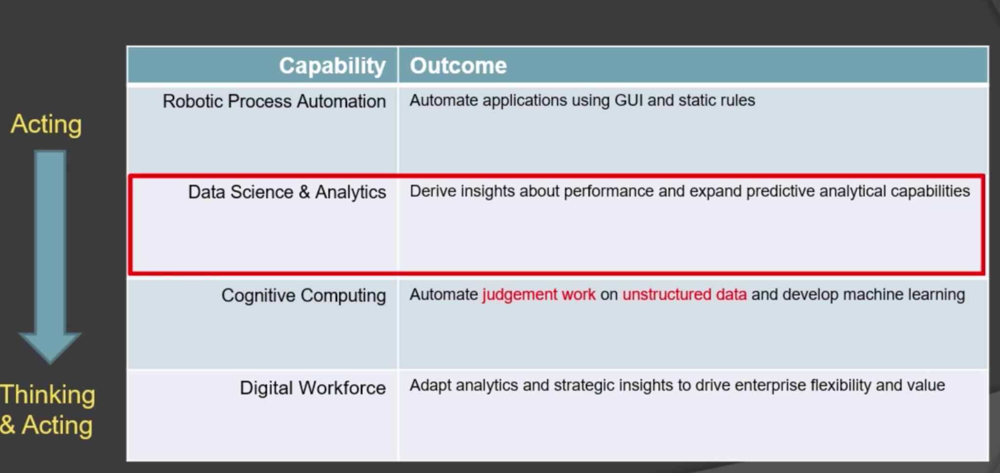 Capability Outcome
Robotic Process Automation Automate applications using GUI and static rules
Acting
Data Science & Analytics Derive insights about performance and expand predictive analytical capabilities
Cognitive Computing Automate judgement work on unstructured data and develop machine learning
Digital Workforce Adapt analytics and strategic insights to drive enterprise flexibility and value
Thinking
& Acting